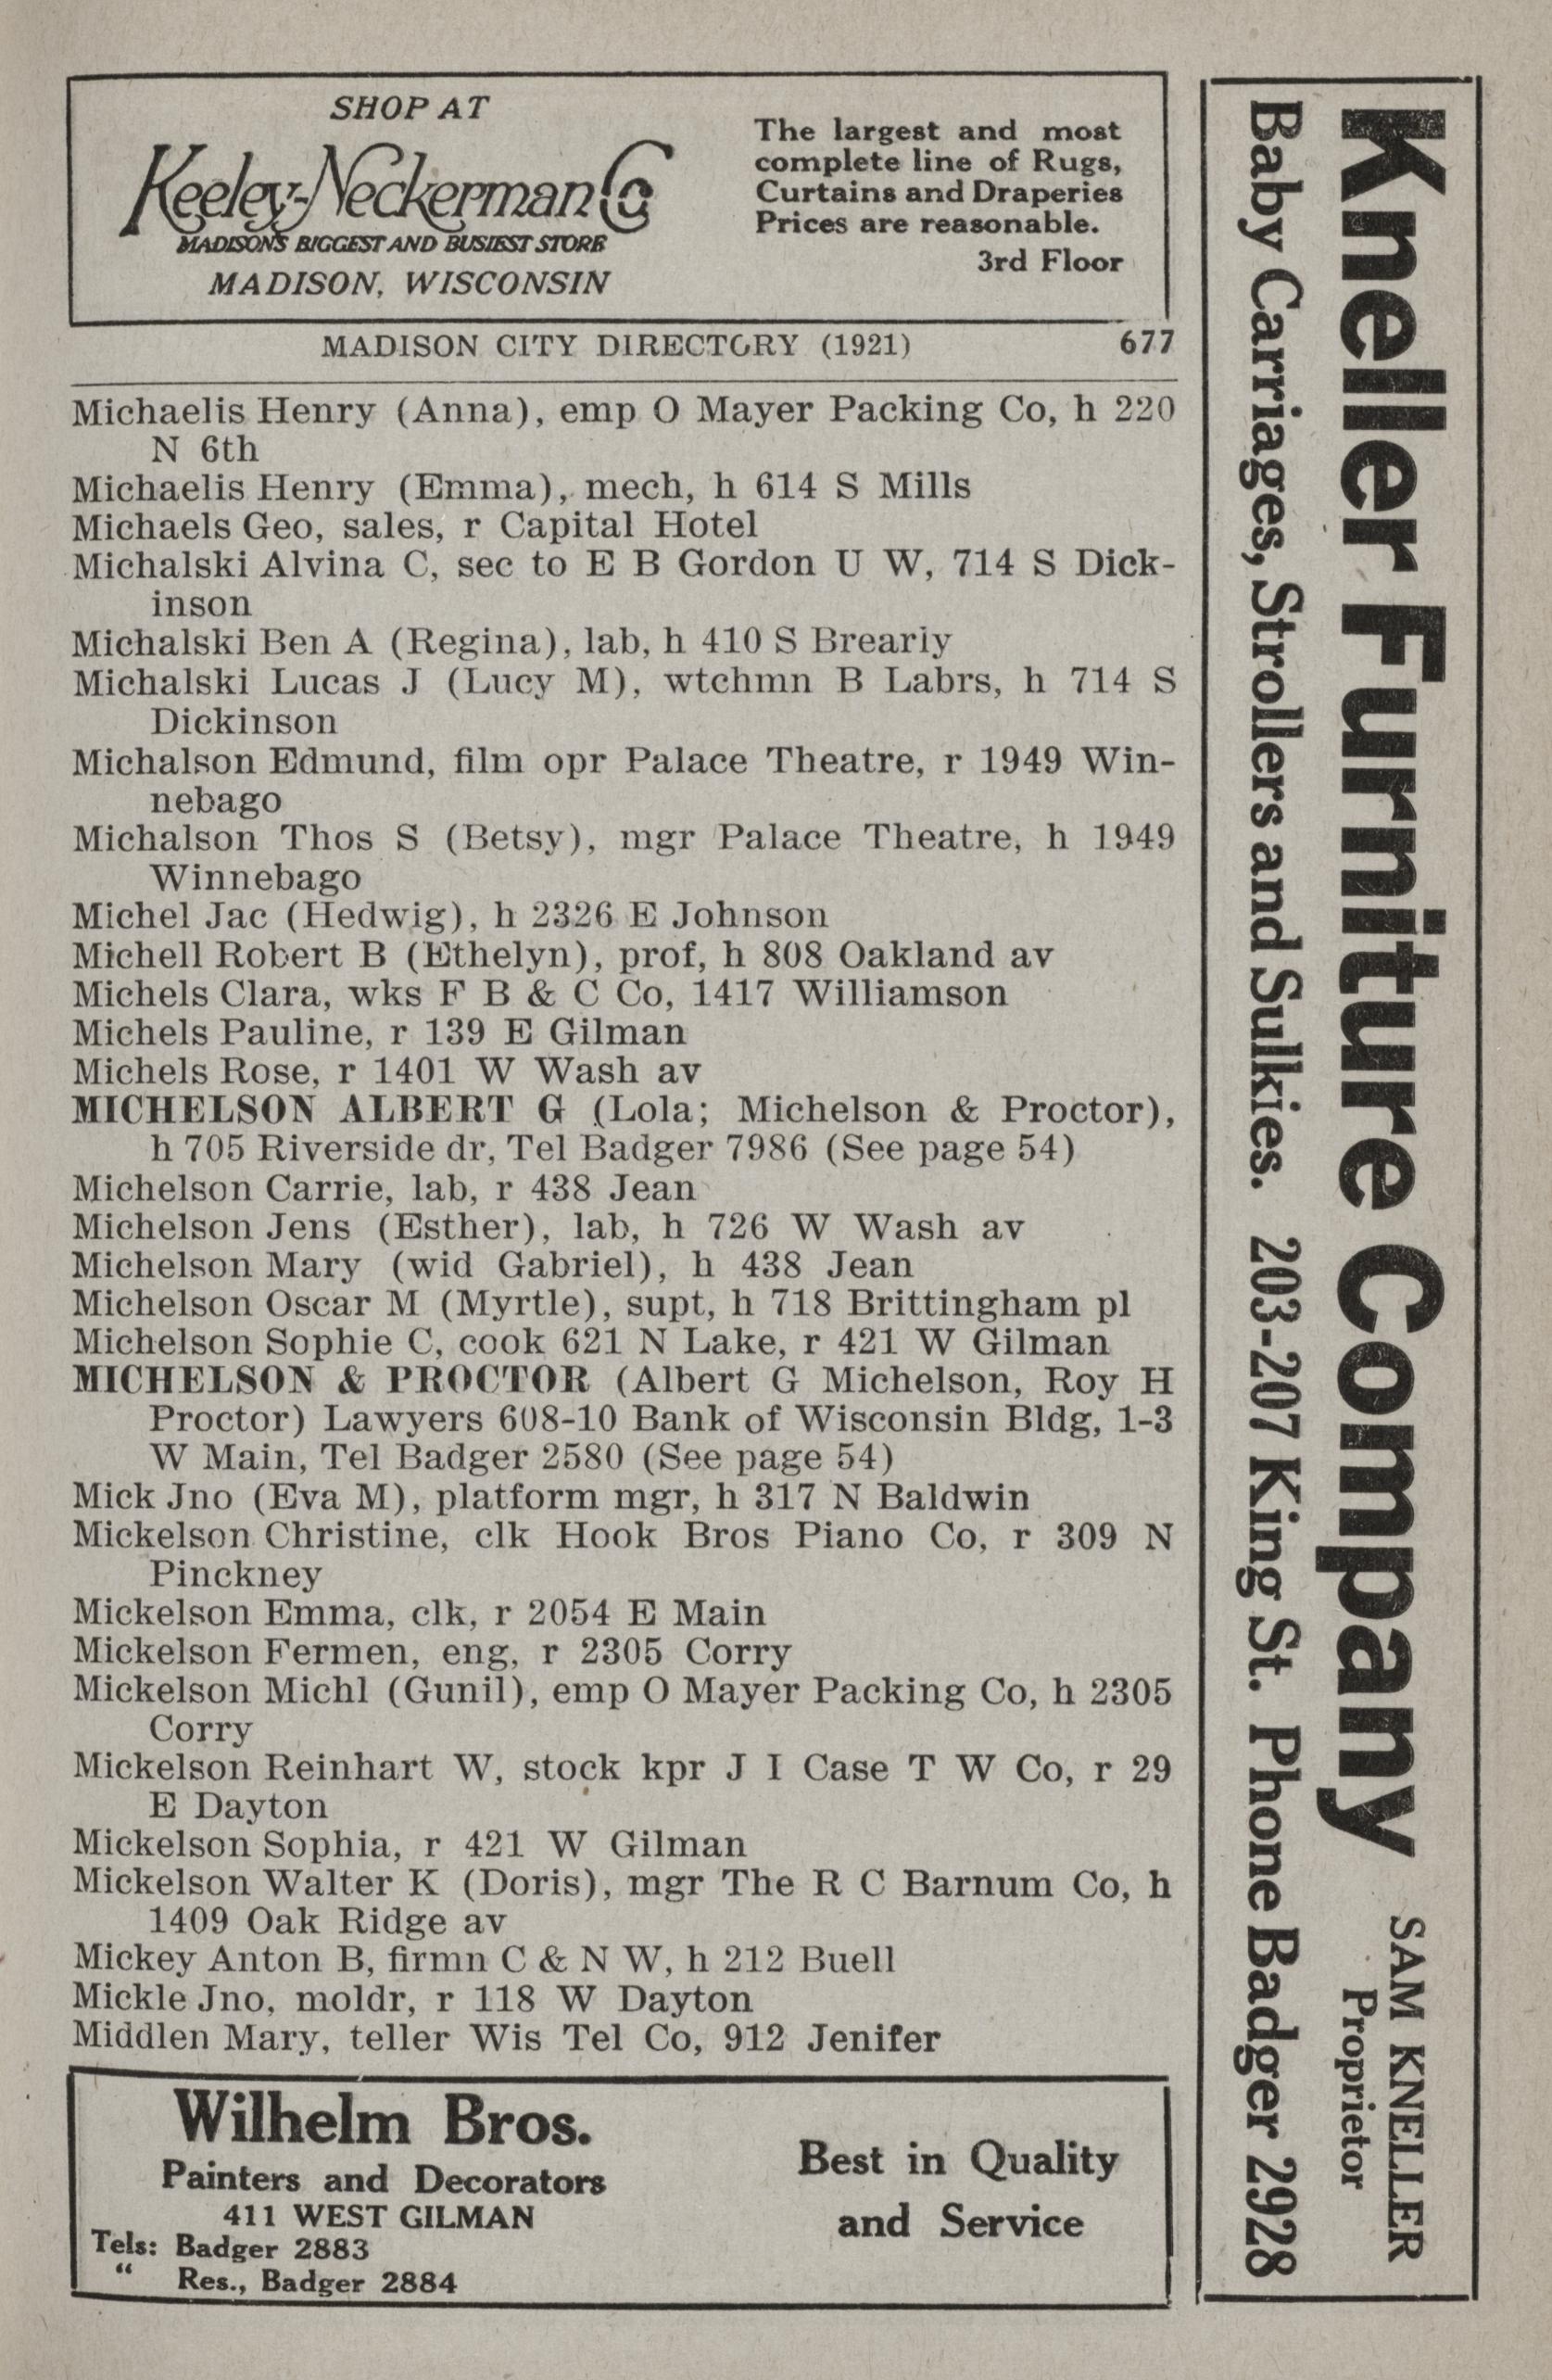 SHOP AT
Keeley-Neckerman Co
MADISON'S BIGGEST AND BUSIEST STORE
MADISON, WISCONSIN
The largest and most
complete line of Rugs,
Curtains and Draperies
Prices are reasonable.
3rd Floor
MADISON CITY DIRECTORY (1921) 677
Michaelis Henry (Anna), emp O Mayer Packing Co, h 220
N 6th
Michaelis Henry (Emma), mech, h 614 S Mills
Michaels Geo, sales, r Capital Hotel
Michalski Alvina C, sec to E B Gordon U W, 714 S Dick-
inson
Michalski Ben A (Regina), lab, h 410 S Brearly
Michalski Lucas J (Lucy M), wtchmn B Labrs, h 714 S
Dickinson
Michalson Edmund, film opr Palace Theatre, r 1949 Win-
nebago
Michalson Thos S (Betsy), mgr Palace Theatre, h 1949
Winnebago
Michel Jac (Hedwig), h 2326 E Johnson
Michell Robert B (Ethelyn), prof, h 808 Oakland av
Michels Clara, wks F B & C Co, 1417 Williamson
Michels Pauline, r 139 E Gilman
Michels Rose, r 1401 W Wash av
MICHELSON ALBERT G (Lola; Michelson & Proctor),
h 705 Riverside dr, Tel Badger 7986 (See page 54)
Michelson Carrie, lab, r 438 Jean
Michelson Jens (Esther), lab, h 726 W Wash av
Michelson Mary (wid Gabriel), h 438 Jean
Michelson Oscar M (Myrtle), supt, h 718 Brittingham pl
Michelson Sophie C, cook 621 N Lake, r 421 W Gilman
MICHELSON & PROCTOR (Albert G Michelson, Roy H
Proctor) Lawyers 608-10 Bank of Wisconsin Bldg, 1-3
W Main, Tel Badger 2580 (See page 54)
Mick Jno (Eva M), platform mgr, h 317 N Baldwin
Mickelson Christine, clk Hook Bros Piano Co, r 309 N
Pinckney
Mickelson Emma, clk, r 2054 E Main
Mickelson Fermen, eng, r 2305 Corry
Mickelson Michl (Gunil), emp O Mayer Packing Co, h 2305
Corry
Mickelson Reinhart W, stock kpr J I Case T W Co, r 29
E Dayton
Mickelson Sophia, r 421 W Gilman
Mickelson Walter K (Doris), mgr The R C Barnum Co, h
1409 Oak Ridge av
Mickey Anton B, firmn C & N W, h 212 Buell
Mickle Jno, moldr, r 118 W Dayton
Middlen Mary, teller Wis Tel Co, 912 Jenifer
Wilhelm Bros.
Painters and Decorators
411 WEST GILMAN
Tels: Badger 2883
" Res., Badger 2884
Best in Quality
and Service
Kneller Furniture Company
SAM KNELLER
Proprietor
Baby Carriages, Strollers and Sulkies. 203-207 King St. Phone Badger 2928